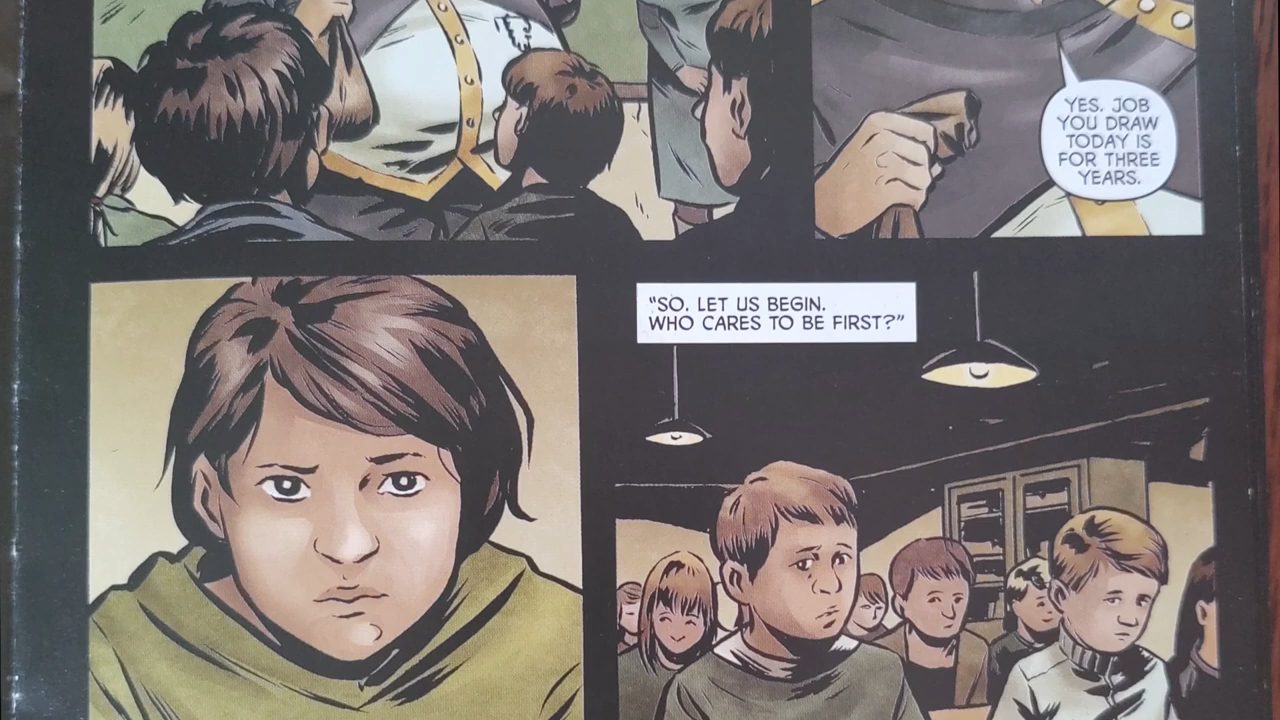 YES. JOB
YOU DRAW
TODAY IS
FOR THREE
YEARS.
"SO. LET US BEGIN.
WHO CARES TO BE FIRST?"